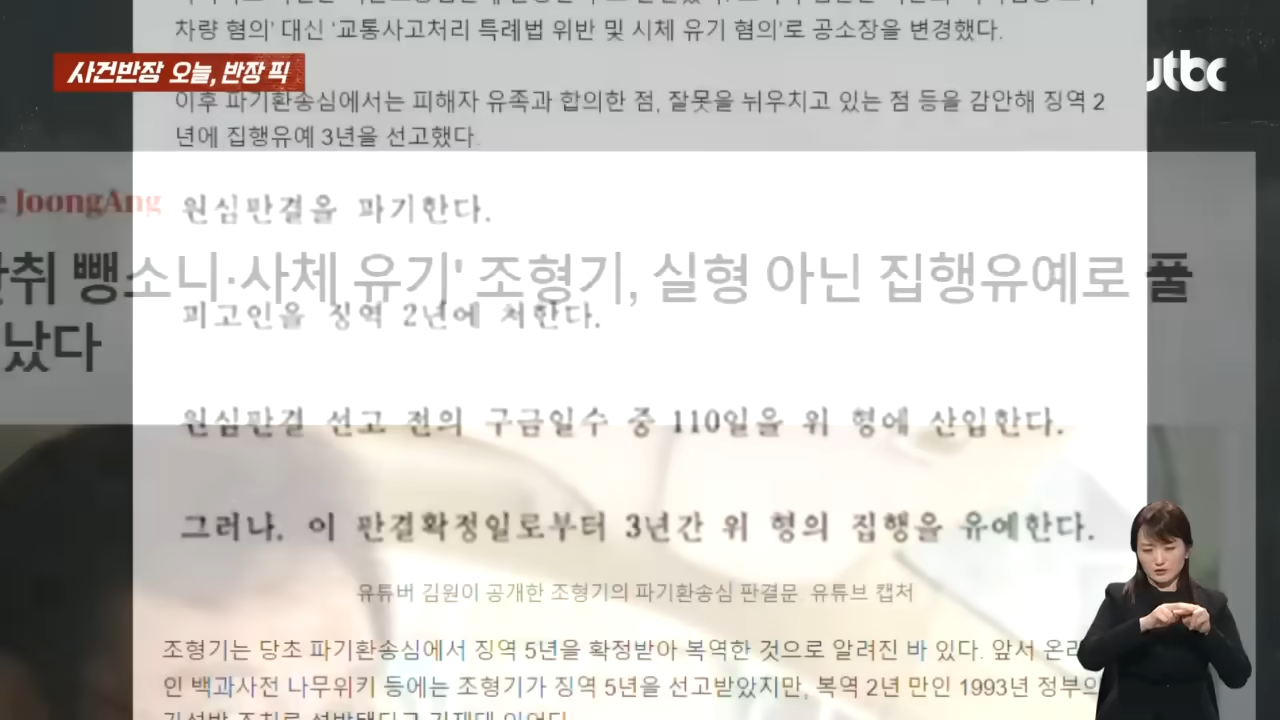 차량 혐의’ 대신 ‘교통사고처리 특례법 위반 및 시체 유기 혐의’로 공소장을 변경했다.
사건반장 오늘, 반장 픽
jtbc
이후 파기환송심에서는 피해자 유족과 합의한 점, 잘못을 뉘우치고 있는 점 등을 감안해 징역 2
년에 집행유예 3년을 선고했다.
JoongAng
원심판결을 파기한다.
취 뺑소니·사체 유기' 조형기, 실형 아닌 집행유예로 풀
났다
피고인을 징역 2년에 처한다.
원심판결 선고 전의 구금일수 중 110일을 위 형에 산입한다.
그러나, 이 판결확정일로부터 3년간 위 형의 집행을 유예한다.
유튜버 김원이 공개한 조형기의 파기환송심 판결문 유튜브 캡처
조형기는 당초 파기환송심에서 징역 5년을 확정받아 복역한 것으로 알려진 바 있다. 앞서 온라
인 백과사전 나무위키 등에는 조형기가 징역 5년을 선고받았지만, 복역 2년 만인 1993년 정부의